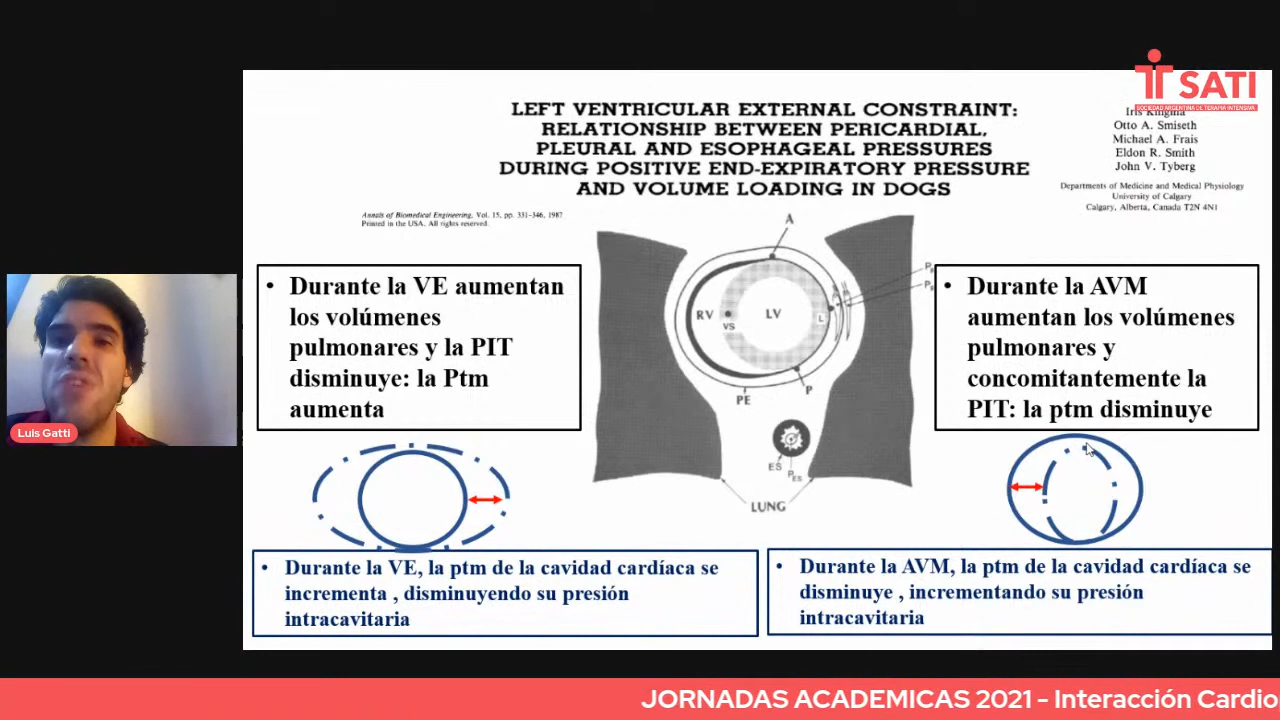 SATI
SOCIEDAD ARGENTINA DE TERAPIA INTENSIVA
LEFT VENTRICULAR EXTERNAL CONSTRAINT:
RELATIONSHIP BETWEEN PERICARDIAL,
PLEURAL AND ESOPHAGEAL PRESSURES
DURING POSITIVE END-EXPIRATORY PRESSURE
AND VOLUME LOADING IN DOGS
Otto A. Smiseth
Michael A. Frais
Eldon R. Smith
John V. Tyberg
Departments of Medicine and Medical Physiology
University of Calgary
Calgary, Alberta, Canada T2N 4N1
Annals of Biomedical Engineering, Vol. 15, pp. 331-346, 1987
Printed in the USA. All rights reserved.
• Durante la VE aumentan
los volúmenes
pulmonares y la PIT
disminuye: la Ptm
aumenta
A
RV
VS
LV
L
P
PE
ES
PES
LUNG
• Durante la AVM
aumentan los volúmenes
pulmonares y
concomitantemente la
PIT: la ptm disminuye
• Durante la VE, la ptm de la cavidad cardíaca se
incrementa , disminuyendo su presión
intracavitaria
• Durante la AVM, la ptm de la cavidad cardíaca se
disminuye , incrementando su presión
intracavitaria
Luis Gatti
JORNADAS ACADEMICAS 2021 - Interacción Cardio